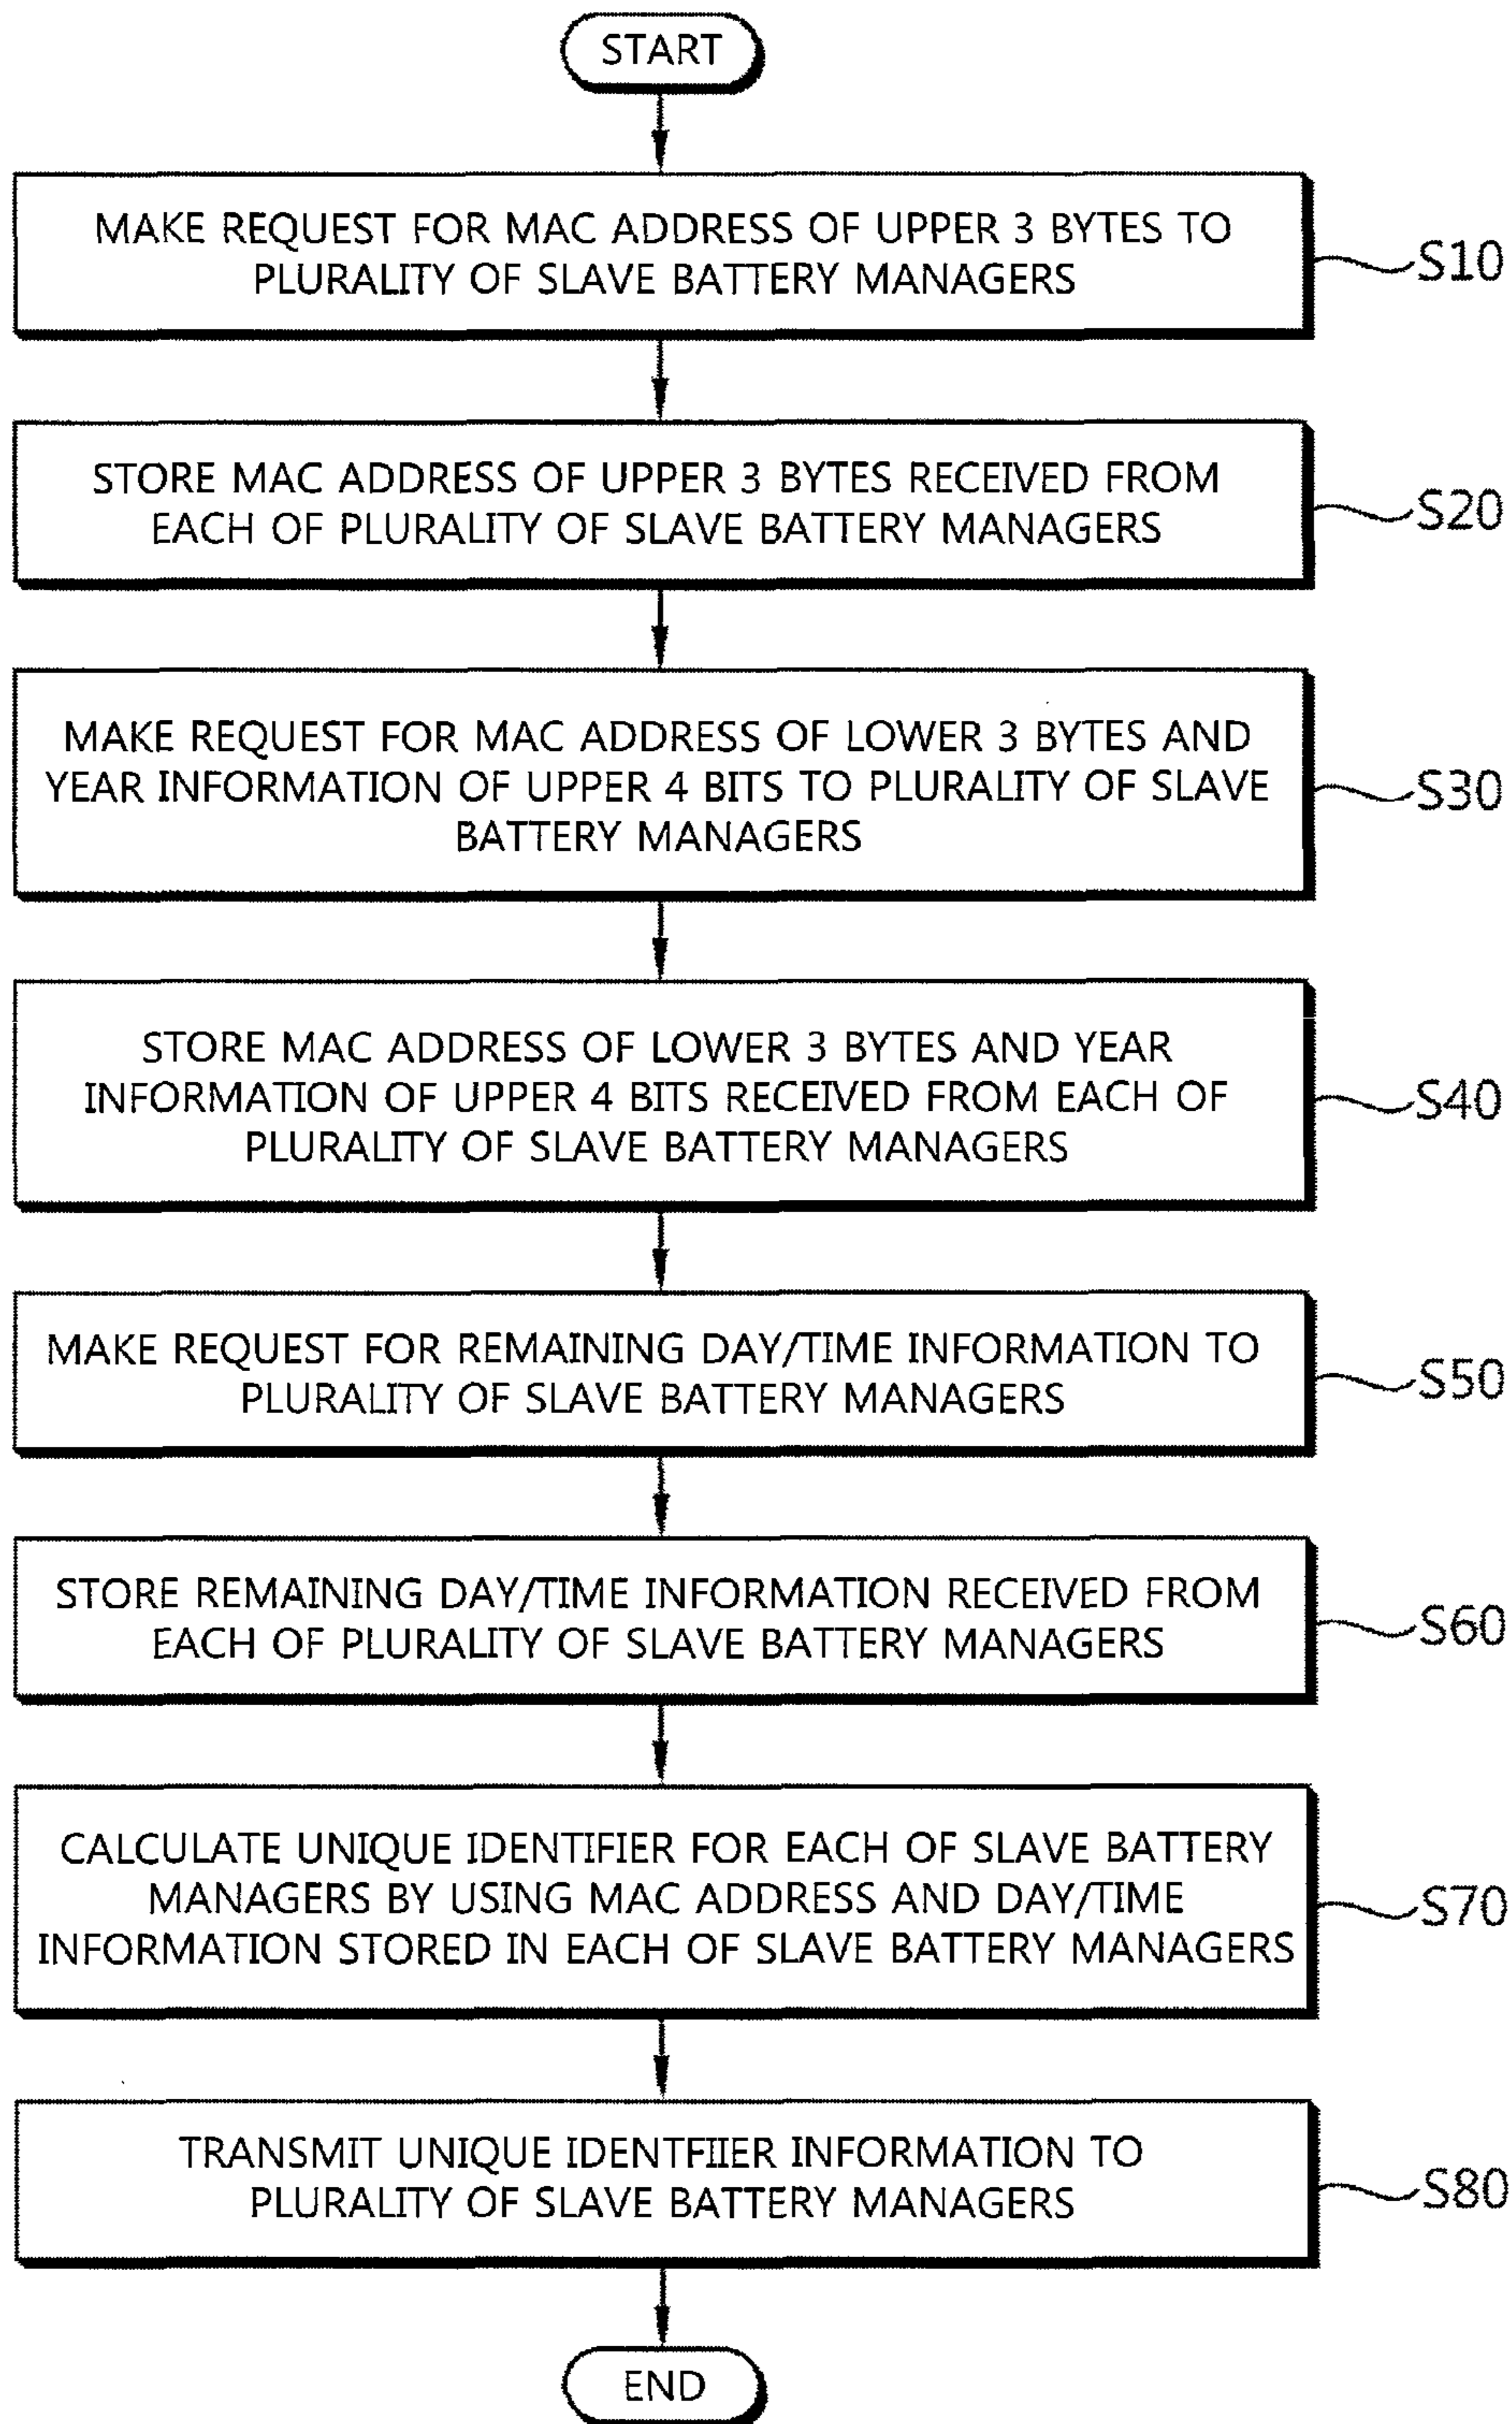 START
MAKE REQUEST FOR MAC ADDRESS OF UPPER 3 BYTES TO
PLURALITY OF SLAVE BATTERY MANAGERS
S10
STORE MAC ADDRESS OF UPPER 3 BYTES RECEIVED FROM
EACH OF PLURALITY OF SLAVE BATTERY MANAGERS
S20
MAKE REQUEST FOR MAC ADDRESS OF LOWER 3 BYTES AND
YEAR INFORMATION OF UPPER 4 BITS TO PLURALITY OF SLAVE
BATTERY MANAGERS
S30
STORE MAC ADDRESS OF LOWER 3 BYTES AND YEAR
INFORMATION OF UPPER 4 BITS RECEIVED FROM EACH OF
PLURALITY OF SLAVE BATTERY MANAGERS
S40
MAKE REQUEST FOR REMAINING DAY/TIME INFORMATION TO
PLURALITY OF SLAVE BATTERY MANAGERS
S50
STORE REMAINING DAY/TIME INFORMATION RECEIVED FROM
EACH OF PLURALITY OF SLAVE BATTERY MANAGERS
S60
CALCULATE UNIQUE IDENTIFIER FOR EACH OF SLAVE BATTERY
MANAGERS BY USING MAC ADDRESS AND DAY/TIME
INFORMATION STORED IN EACH OF SLAVE BATTERY MANAGERS
S70
TRANSMIT UNIQUE IDENTFIIER INFORMATION TO
PLURALITY OF SLAVE BATTERY MANAGERS
S80
END